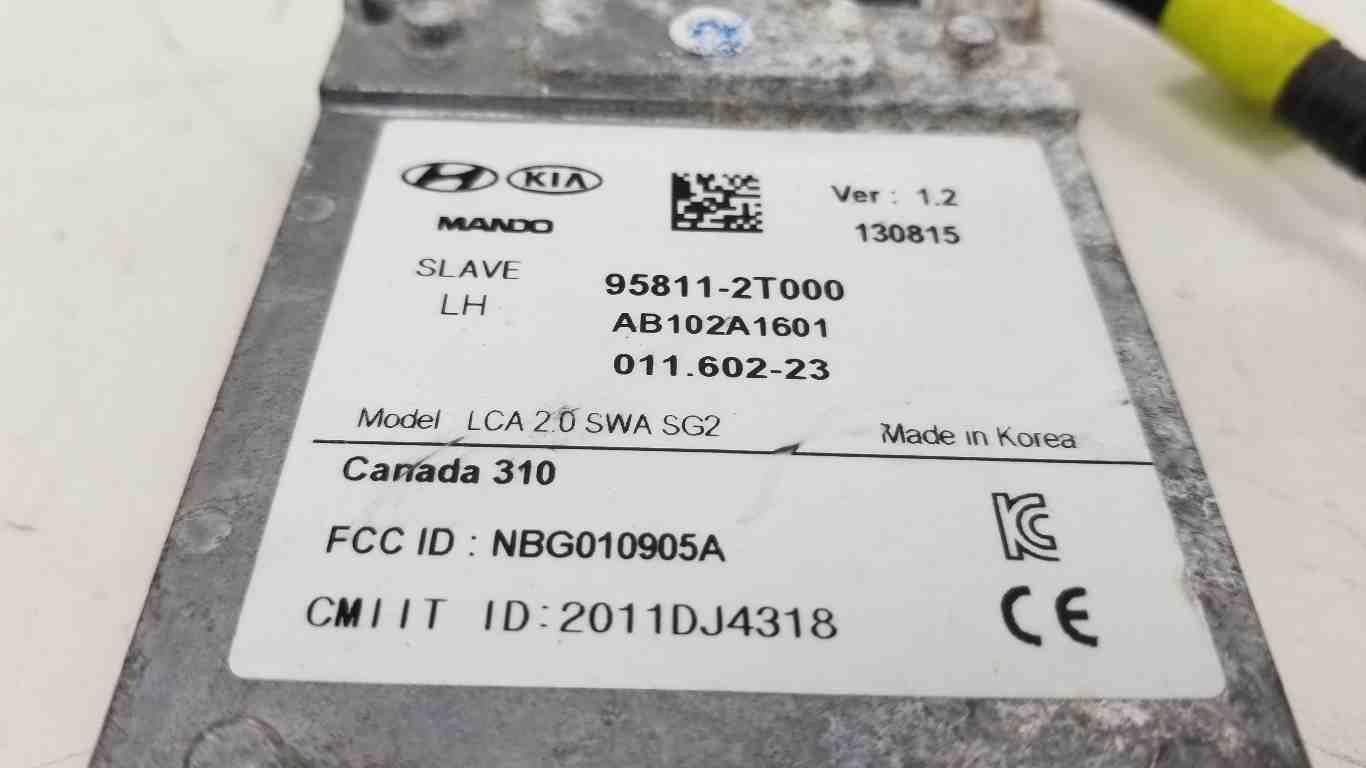 KIA
MANDO
Ver : 1.2
130815
SLAVE
LH
95811-2T000
AB102A1601
011.602-23
Model LCA 2.0 SWA SG2
Made in Korea
Canada 310
FCC ID : NBG010905A
CMIIT ID:2011DJ4318
CE